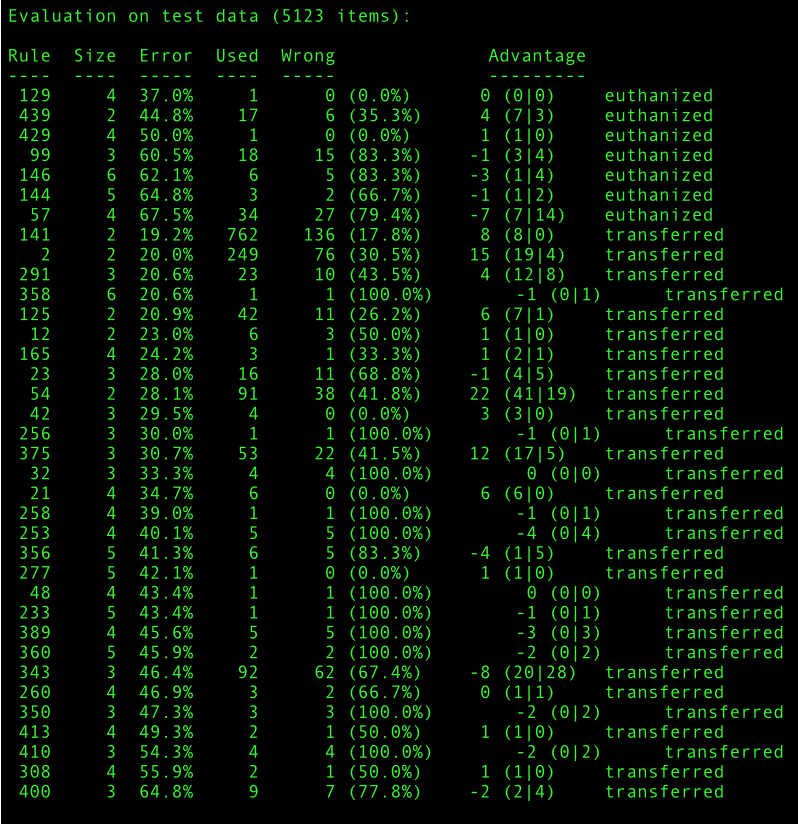 Evaluation on test data (5123 items):
Rule  Size  Error  Used  Wrong              Advantage
----  ----  -----  ----  -----              ---------
 129     4  37.0%     1      0 (0.0%)       0 (0|0)     euthanized
 439     2  44.8%    17      6 (35.3%)      4 (7|3)     euthanized
 429     4  50.0%     1      0 (0.0%)       1 (1|0)     euthanized
  99     3  60.5%    18     15 (83.3%)     -1 (3|4)     euthanized
 146     6  62.1%     6      5 (83.3%)     -3 (1|4)     euthanized
 144     5  64.8%     3      2 (66.7%)     -1 (1|2)     euthanized
  57     4  67.5%    34     27 (79.4%)     -7 (7|14)    euthanized
 141     2  19.2%   762    136 (17.8%)      8 (8|0)     transferred
   2     2  20.0%   249     76 (30.5%)     15 (19|4)    transferred
 291     3  20.6%    23     10 (43.5%)      4 (12|8)    transferred
 358     6  20.6%     1      1 (100.0%)        -1 (0|1)      transferred
 125     2  20.9%    42     11 (26.2%)      6 (7|1)     transferred
  12     2  23.0%     6      3 (50.0%)      1 (1|0)     transferred
 165     4  24.2%     3      1 (33.3%)      1 (2|1)     transferred
  23     3  28.0%    16     11 (68.8%)     -1 (4|5)     transferred
  54     2  28.1%    91     38 (41.8%)     22 (41|19)   transferred
  42     3  29.5%     4      0 (0.0%)       3 (3|0)     transferred
 256     3  30.0%     1      1 (100.0%)        -1 (0|1)      transferred
 375     3  30.7%    53     22 (41.5%)     12 (17|5)    transferred
  32     3  33.3%     4      4 (100.0%)         0 (0|0)      transferred
  21     4  34.7%     6      0 (0.0%)       6 (6|0)     transferred
 258     4  39.0%     1      1 (100.0%)        -1 (0|1)      transferred
 253     4  40.1%     5      5 (100.0%)        -4 (0|4)      transferred
 356     5  41.3%     6      5 (83.3%)     -4 (1|5)     transferred
 277     5  42.1%     1      0 (0.0%)       1 (1|0)     transferred
  48     4  43.4%     1      1 (100.0%)         0 (0|0)      transferred
 233     5  43.4%     1      1 (100.0%)        -1 (0|1)      transferred
 389     4  45.6%     5      5 (100.0%)        -3 (0|3)      transferred
 360     5  45.9%     2      2 (100.0%)        -2 (0|2)      transferred
 343     3  46.4%    92     62 (67.4%)     -8 (20|28)   transferred
 260     4  46.9%     3      2 (66.7%)      0 (1|1)     transferred
 350     3  47.3%     3      3 (100.0%)        -2 (0|2)      transferred
 413     4  49.3%     2      1 (50.0%)      1 (1|0)     transferred
 410     3  54.3%     4      4 (100.0%)        -2 (0|2)      transferred
 308     4  55.9%     2      1 (50.0%)      1 (1|0)     transferred
 400     3  64.8%     9      7 (77.8%)     -2 (2|4)     transferred